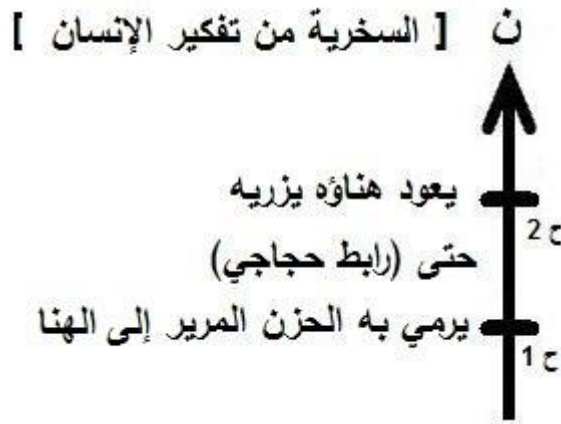 ن [ السخرية من تفكير الإنسان ]
يعود هناؤه يزريه
ح 2
حتى (رابط حجاجي)
يرمي به الحزن المرير إلى الهنا
ح 1